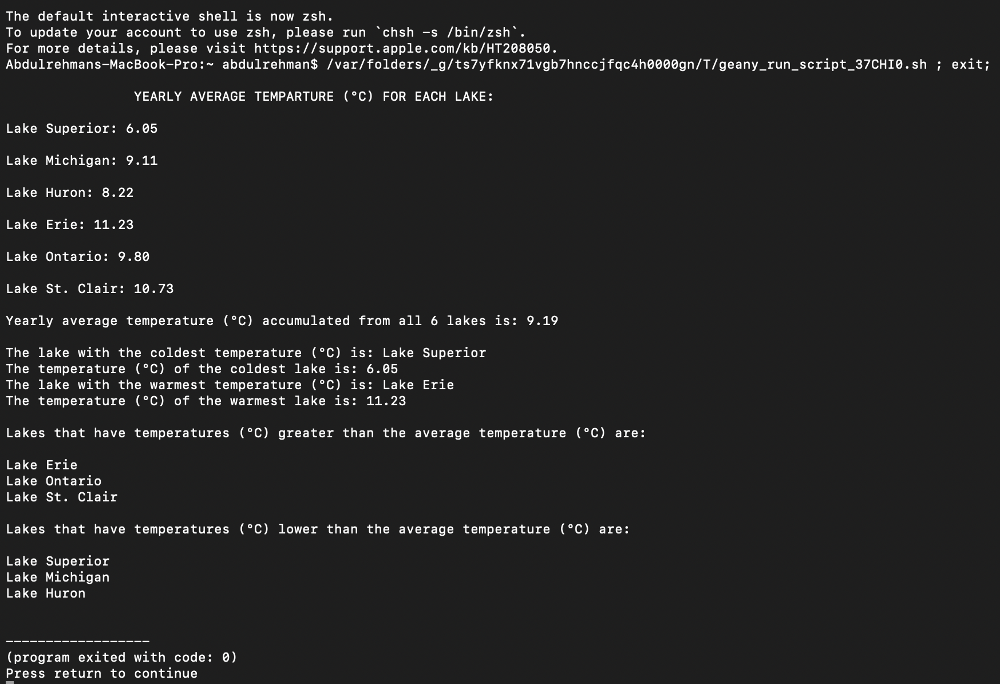 The default interactive shell is now zsh.
To update your account to use zsh, please run `chsh -s /bin/zsh`.
For more details, please visit https://support.apple.com/kb/HT208050.
Abdulrehmans-MacBook-Pro:~ abdulrehman$ /var/folders/_g/ts7yfknx71vgb7hnccjfqc4h0000gn/T/geany_run_script_37CHI0.sh ; exit;
YEARLY AVERAGE TEMPARTURE (°C) FOR EACH LAKE:
Lake Superior: 6.05
Lake Michigan: 9.11
Lake Huron: 8.22
Lake Erie: 11.23
Lake Ontario: 9.80
Lake St. Clair: 10.73
Yearly average temperature (°C) accumulated from all 6 lakes is: 9.19
The lake with the coldest temperature (°C) is: Lake Superior
The temperature (°C) of the coldest lake is: 6.05
The lake with the warmest temperature (°C) is: Lake Erie
The temperature (°C) of the warmest lake is: 11.23
Lakes that have temperatures (°C) greater than the average temperature (°C) are:
Lake Erie
Lake Ontario
Lake St. Clair
Lakes that have temperatures (°C) lower than the average temperature (°C) are:
Lake Superior
Lake Michigan
Lake Huron
------------------
(program exited with code: 0)
Press return to continue